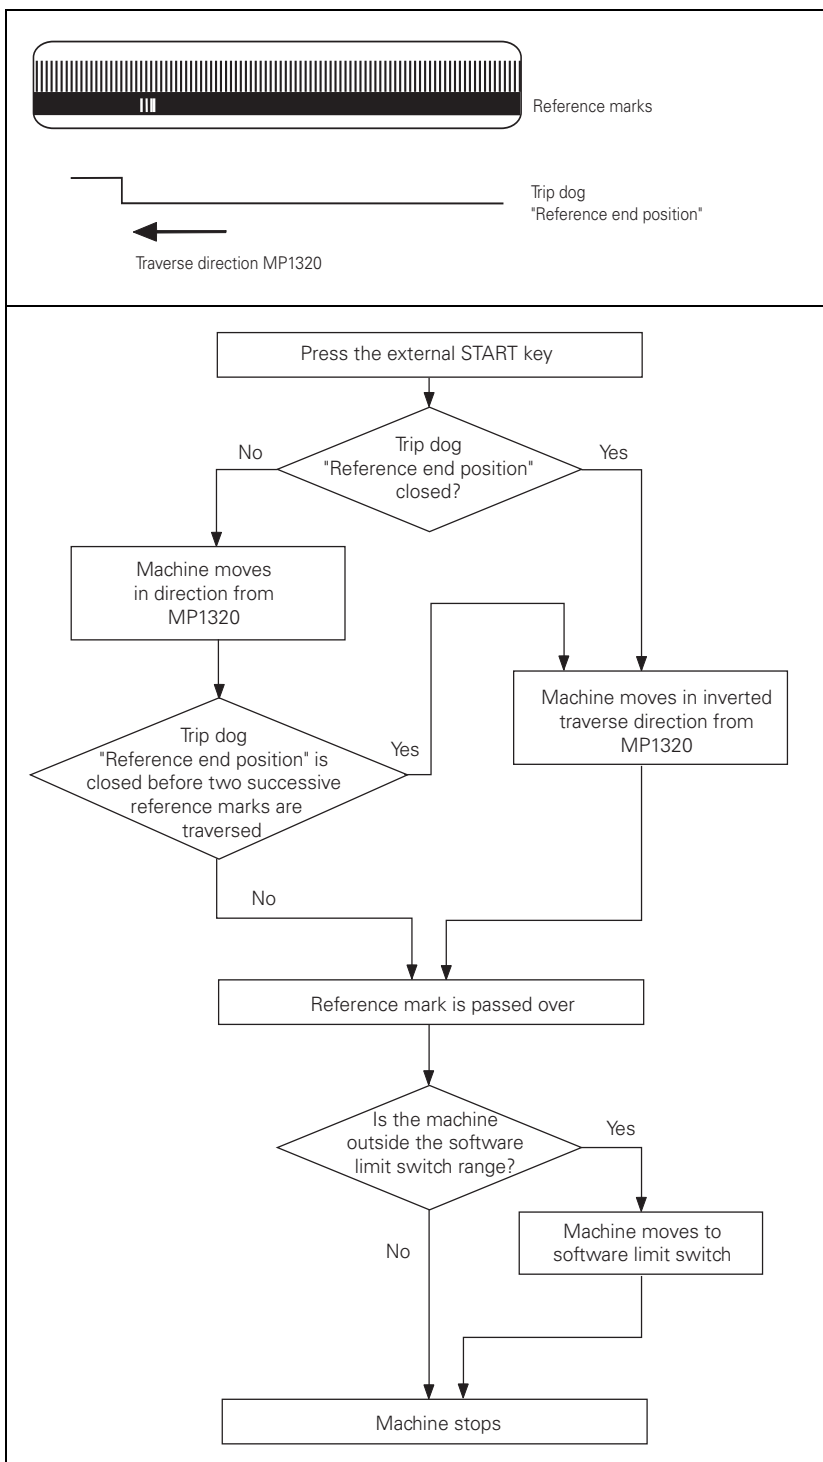 Reference marks
Trip dog
"Reference end position"
Traverse direction MP1320
Press the external START key
Trip dog
"Reference end position"
closed?
No
Yes
Machine moves
in direction from
MP1320
Machine moves in inverted
traverse direction from
MP1320
Trip dog
"Reference end position" is
closed before two successive
reference marks are
traversed
Yes
No
Reference mark is passed over
Is the machine
outside the software
limit switch range?
Yes
No
Machine moves to
software limit switch
Machine stops